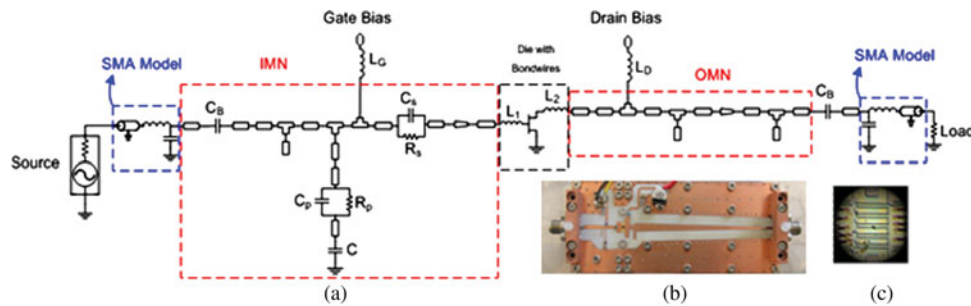 Gate Bias
Drain Bias
SMA Model
IMN
L_G
Die with
Bondwires
L_D
OMN
SMA Model
C_B
C_s
R_s
L_1
L_2
C_B
Source
Load
C_p
R_p
C
(a)
(b)
(c)